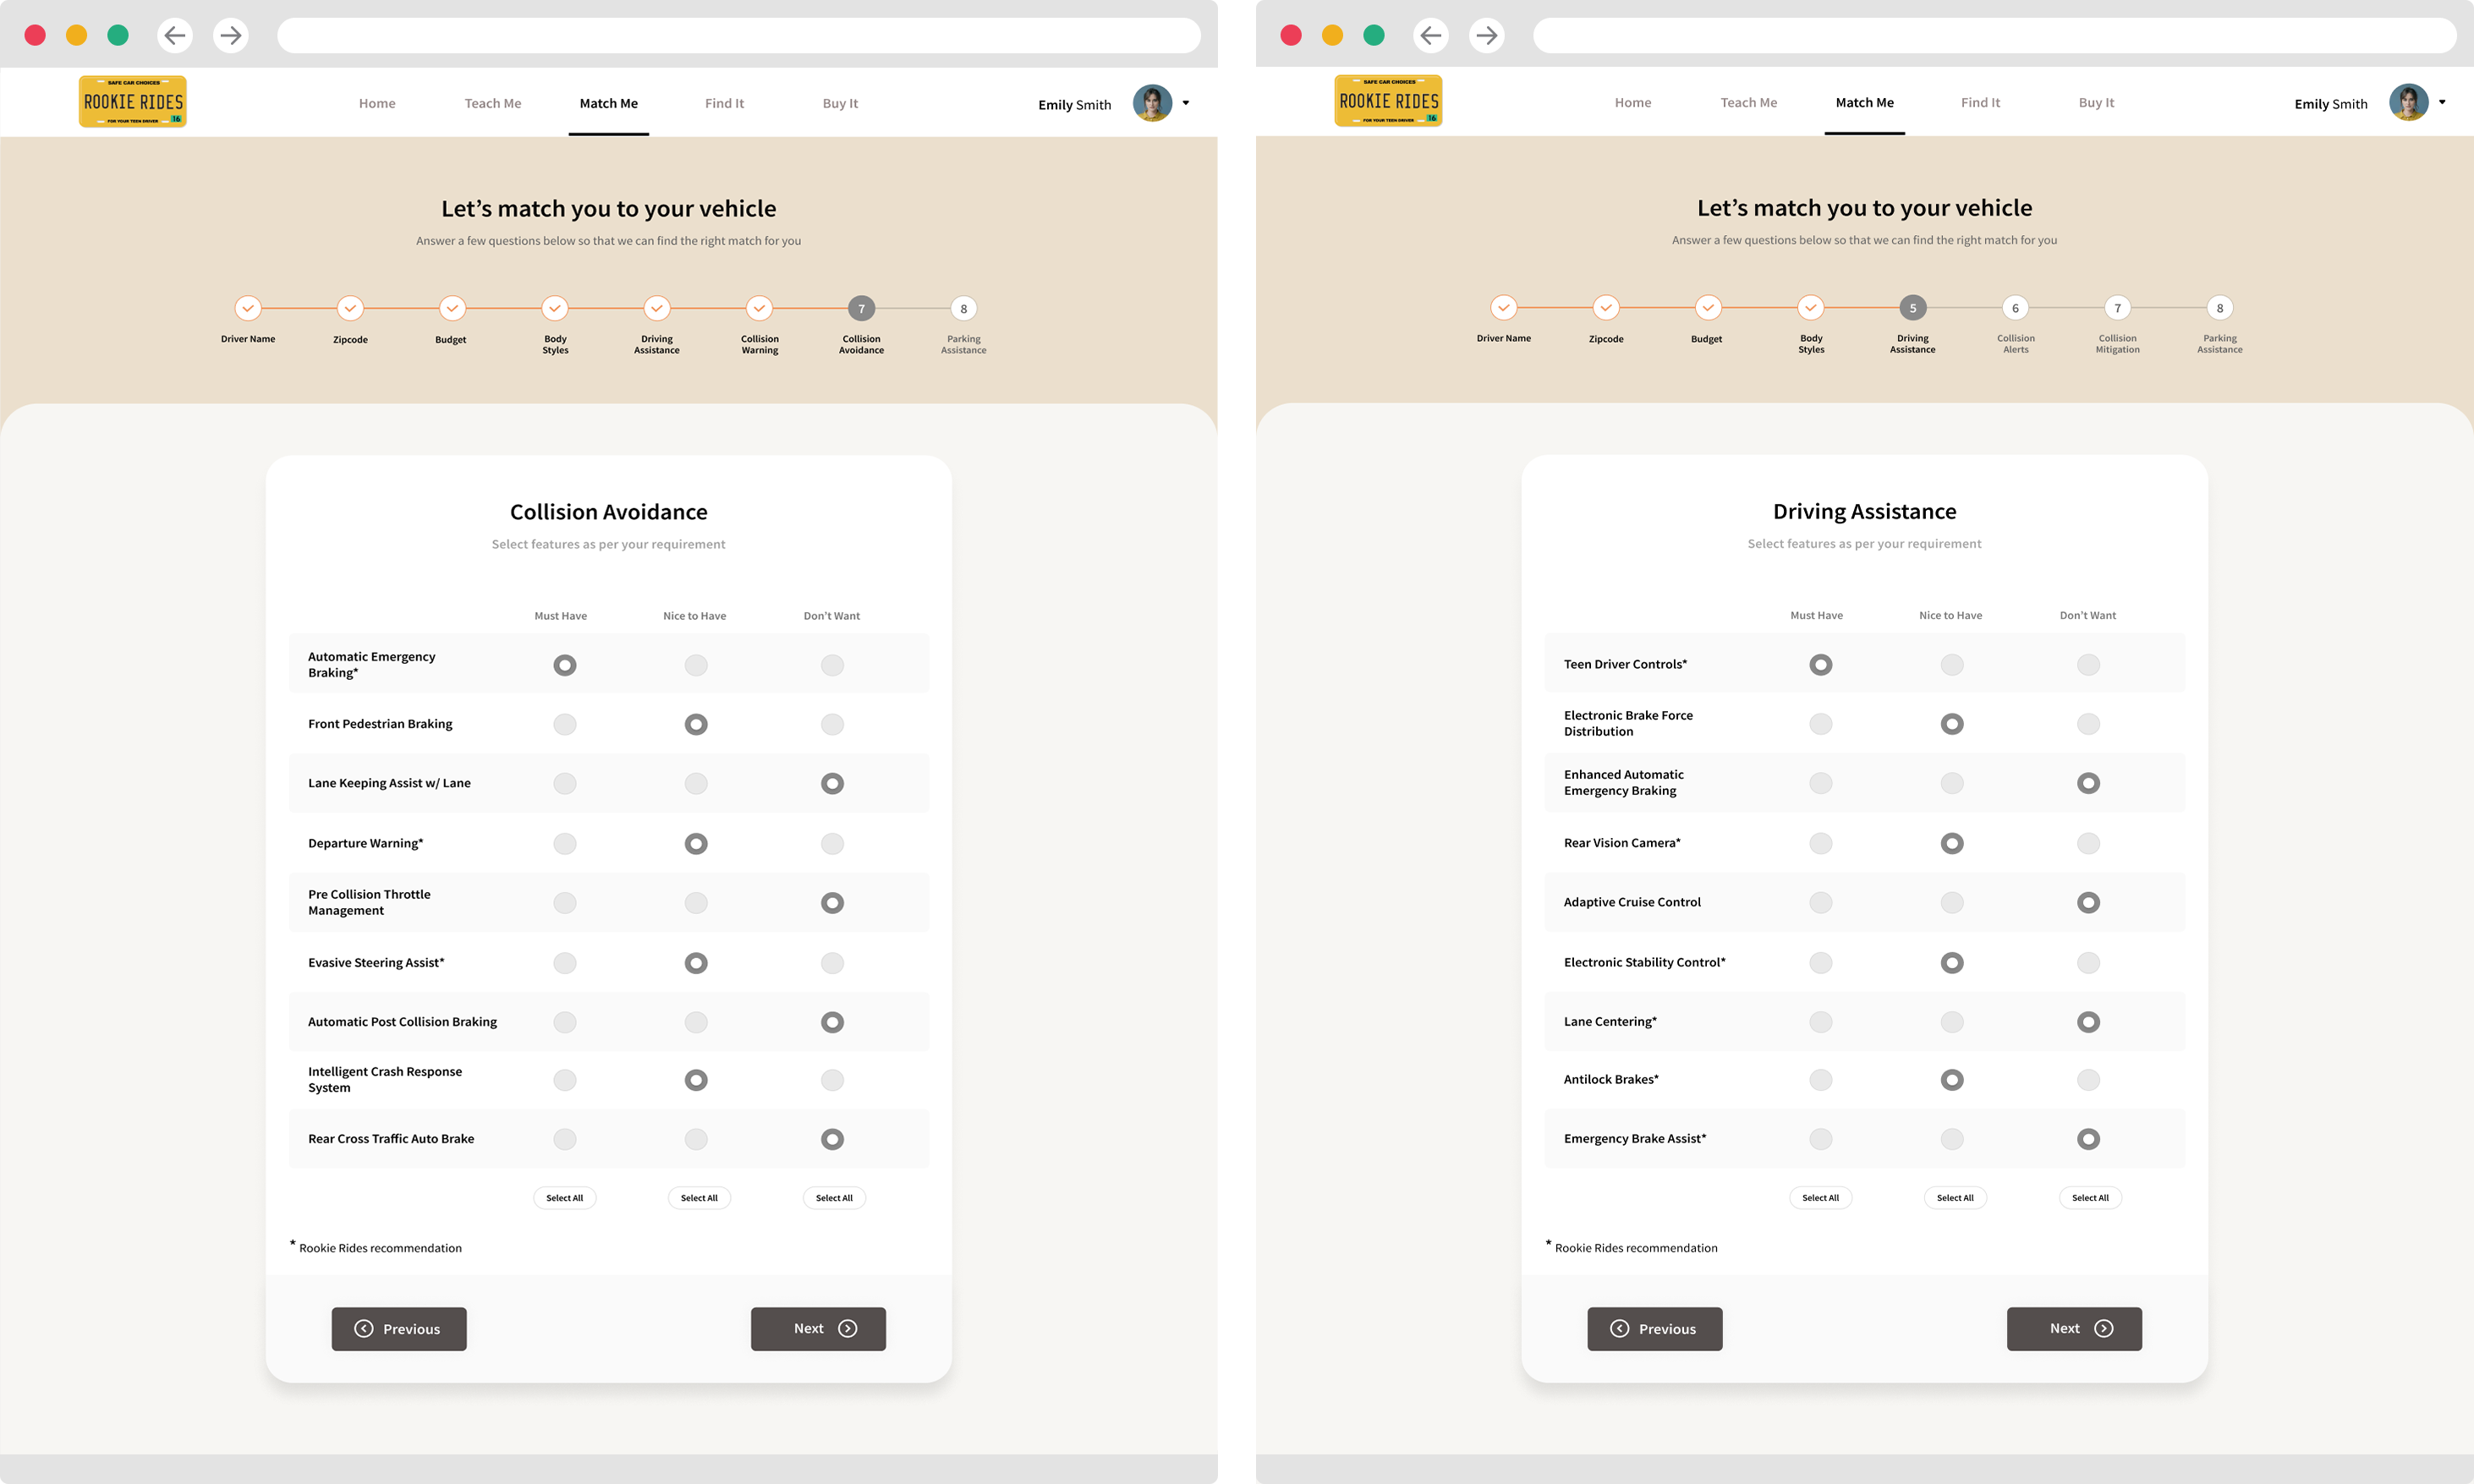 SAFE CAR CHOICES
ROOKIE RIDES
FOR YOUR TEEN DRIVER 16
Home Teach Me Match Me Find It Buy It
Emily Smith
Let's match you to your vehicle
Answer a few questions below so that we can find the right match for you
7 8
Driver Name Zipcode Budget Body Styles Driving Assistance Collision Warning Collision Avoidance Parking Assistance
Collision Avoidance
Select features as per your requirement
Must Have Nice to Have Don't Want
Automatic Emergency
Braking*
Front Pedestrian Braking
Lane Keeping Assist w/ Lane
Departure Warning*
Pre Collision Throttle
Management
Evasive Steering Assist*
Automatic Post Collision Braking
Intelligent Crash Response
System
Rear Cross Traffic Auto Brake
Select All Select All Select All
* Rookie Rides recommendation
Previous Next
SAFE CAR CHOICES
ROOKIE RIDES
FOR YOUR TEEN DRIVER 16
Home Teach Me Match Me Find It Buy It
Emily Smith
Let's match you to your vehicle
Answer a few questions below so that we can find the right match for you
5 6 7 8
Driver Name Zipcode Budget Body Styles Driving Assistance Collision Alerts Collision Mitigation Parking Assistance
Driving Assistance
Select features as per your requirement
Must Have Nice to Have Don't Want
Teen Driver Controls*
Electronic Brake Force
Distribution
Enhanced Automatic
Emergency Braking
Rear Vision Camera*
Adaptive Cruise Control
Electronic Stability Control*
Lane Centering*
Antilock Brakes*
Emergency Brake Assist*
Select All Select All Select All
* Rookie Rides recommendation
Previous Next